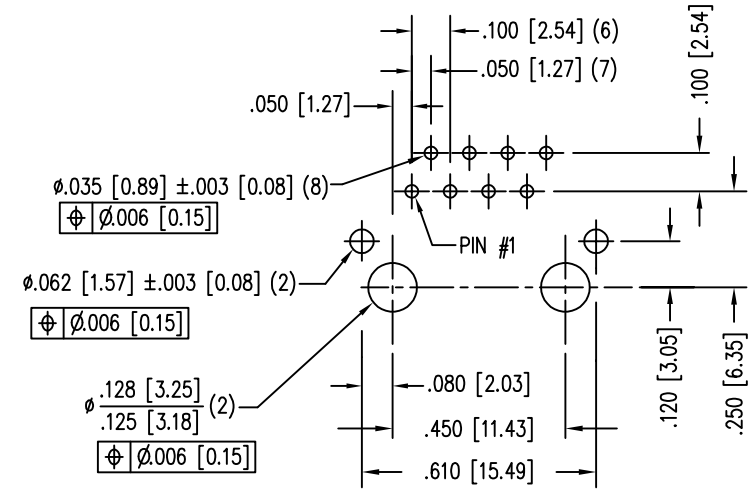 .100 [2.54] (6)
.050 [1.27] (7)
.050 [1.27]
.100 [2.54]
ø.035 [0.89] ±.003 [0.08] (8)
⌖ Ø.006 [0.15]
PIN #1
ø.062 [1.57] ±.003 [0.08] (2)
⌖ Ø.006 [0.15]
ø .128 [3.25]
.125 [3.18] (2)
⌖ Ø.006 [0.15]
.080 [2.03]
.450 [11.43]
.610 [15.49]
.120 [3.05]
.250 [6.35]